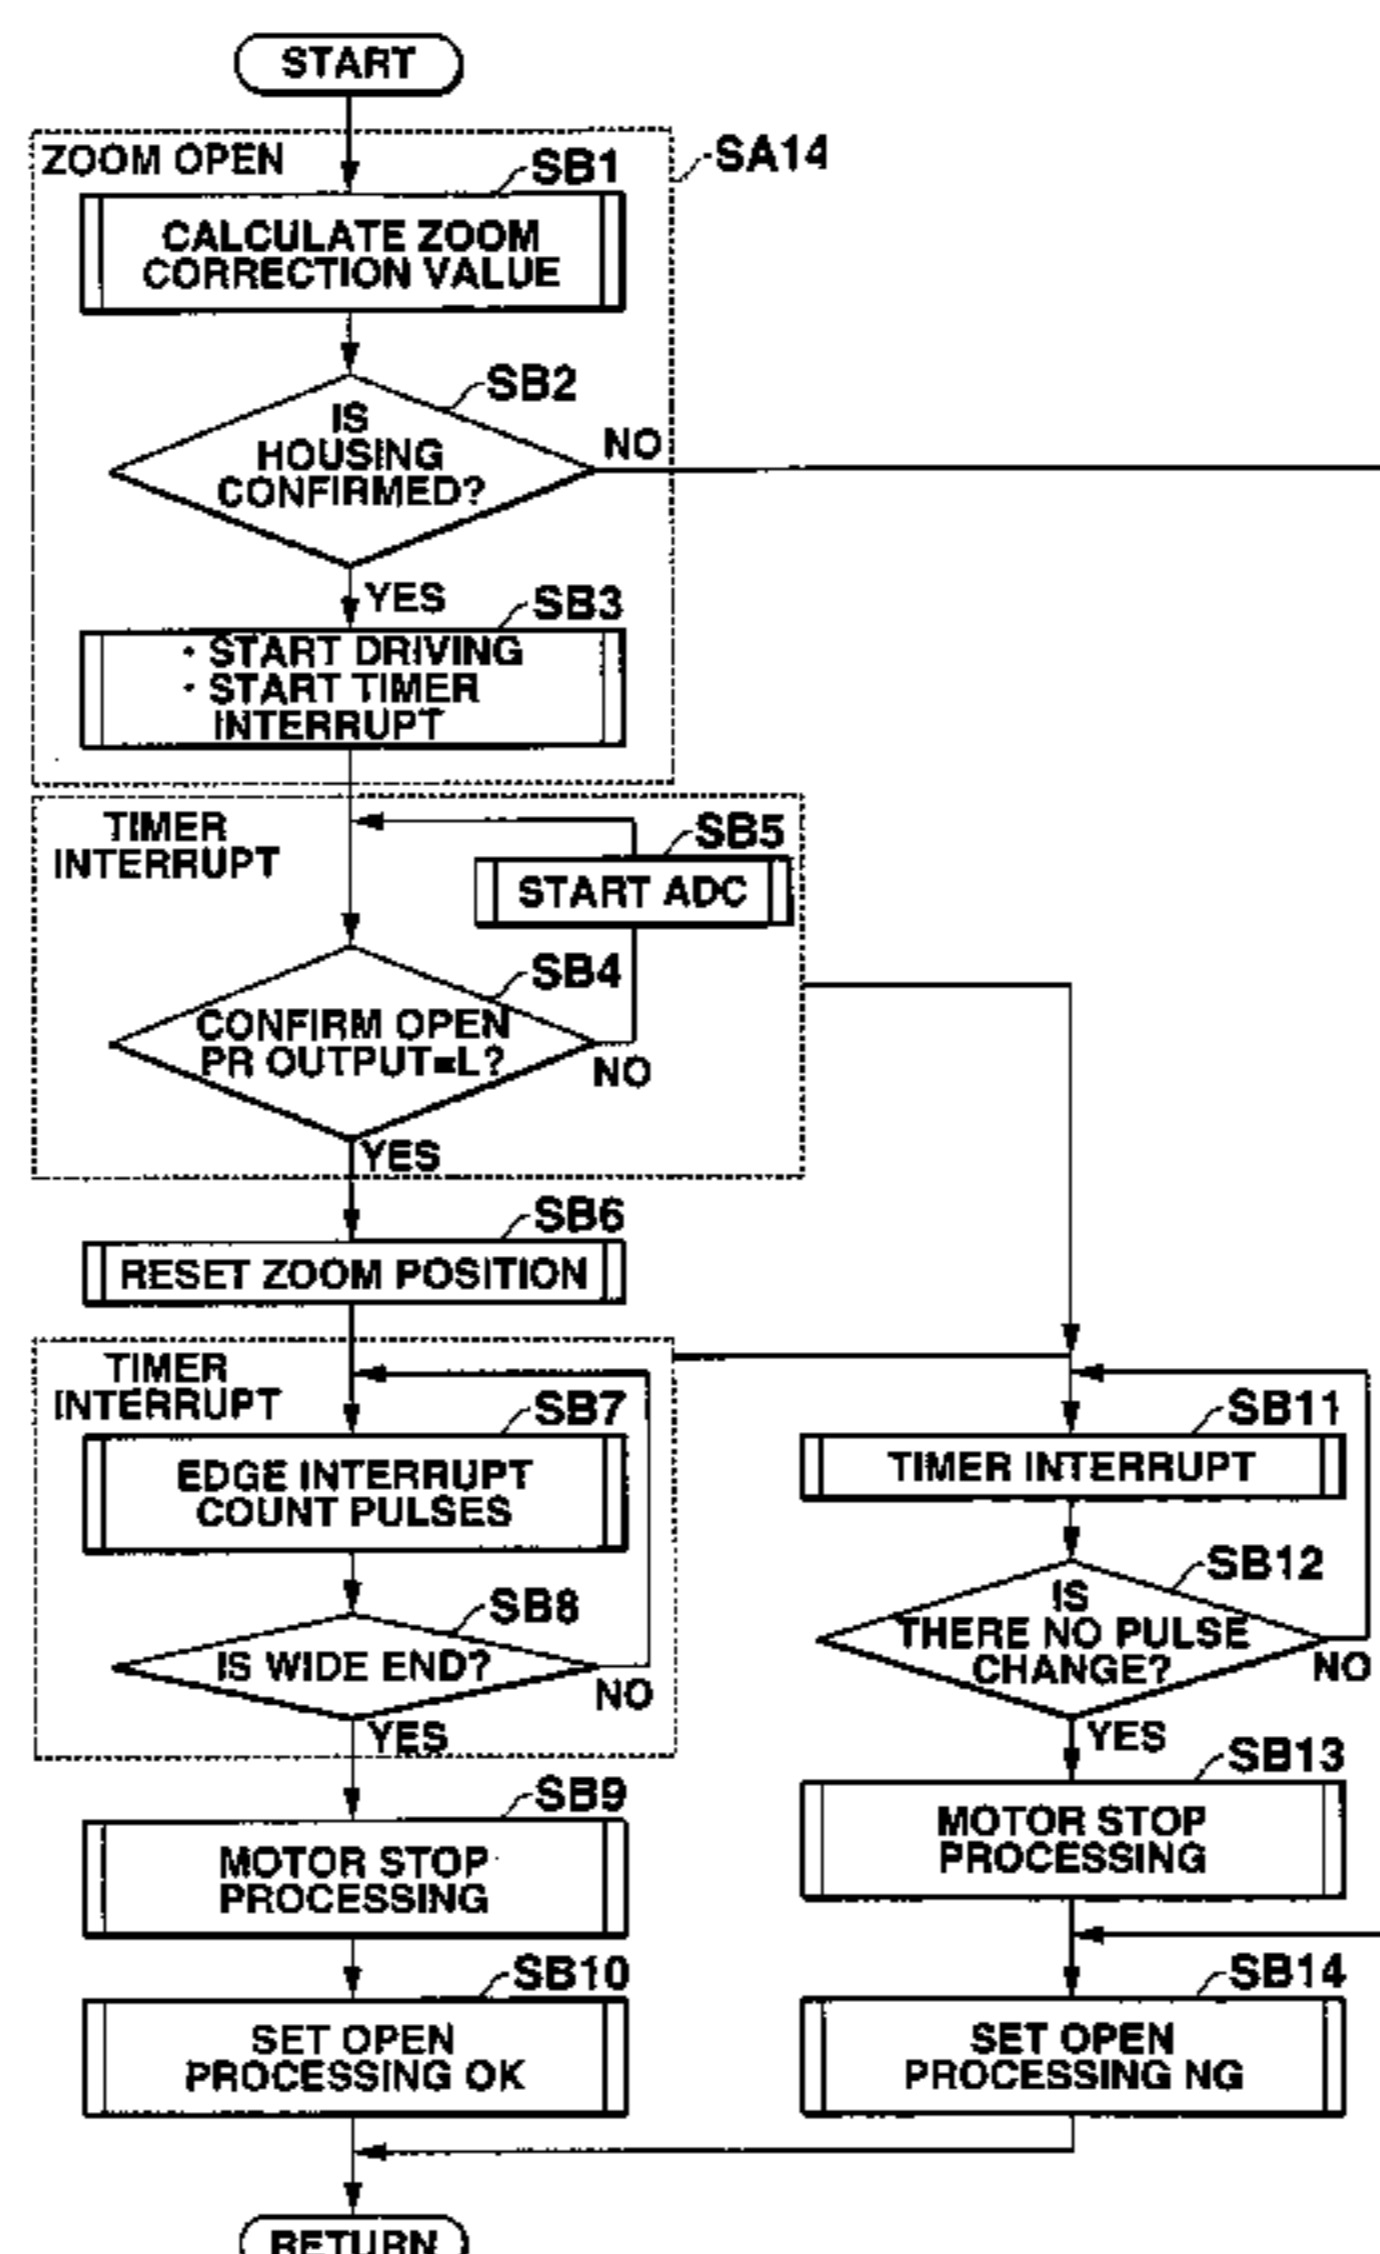 START
ZOOM OPEN
SA14
SB1
CALCULATE ZOOM
CORRECTION VALUE
SB2
IS
HOUSING
CONFIRMED?
NO
YES
SB3
• START DRIVING
• START TIMER
INTERRUPT
TIMER
INTERRUPT
SB5
START ADC
SB4
CONFIRM OPEN
PR OUTPUT=L?
NO
YES
SB6
RESET ZOOM POSITION
TIMER
INTERRUPT
SB7
EDGE INTERRUPT
COUNT PULSES
SB8
IS WIDE END?
NO
YES
SB9
MOTOR STOP
PROCESSING
SB10
SET OPEN
PROCESSING OK
SB11
TIMER INTERRUPT
SB12
IS
THERE NO PULSE
CHANGE?
NO
YES
SB13
MOTOR STOP
PROCESSING
SB14
SET OPEN
PROCESSING NG
RETURN